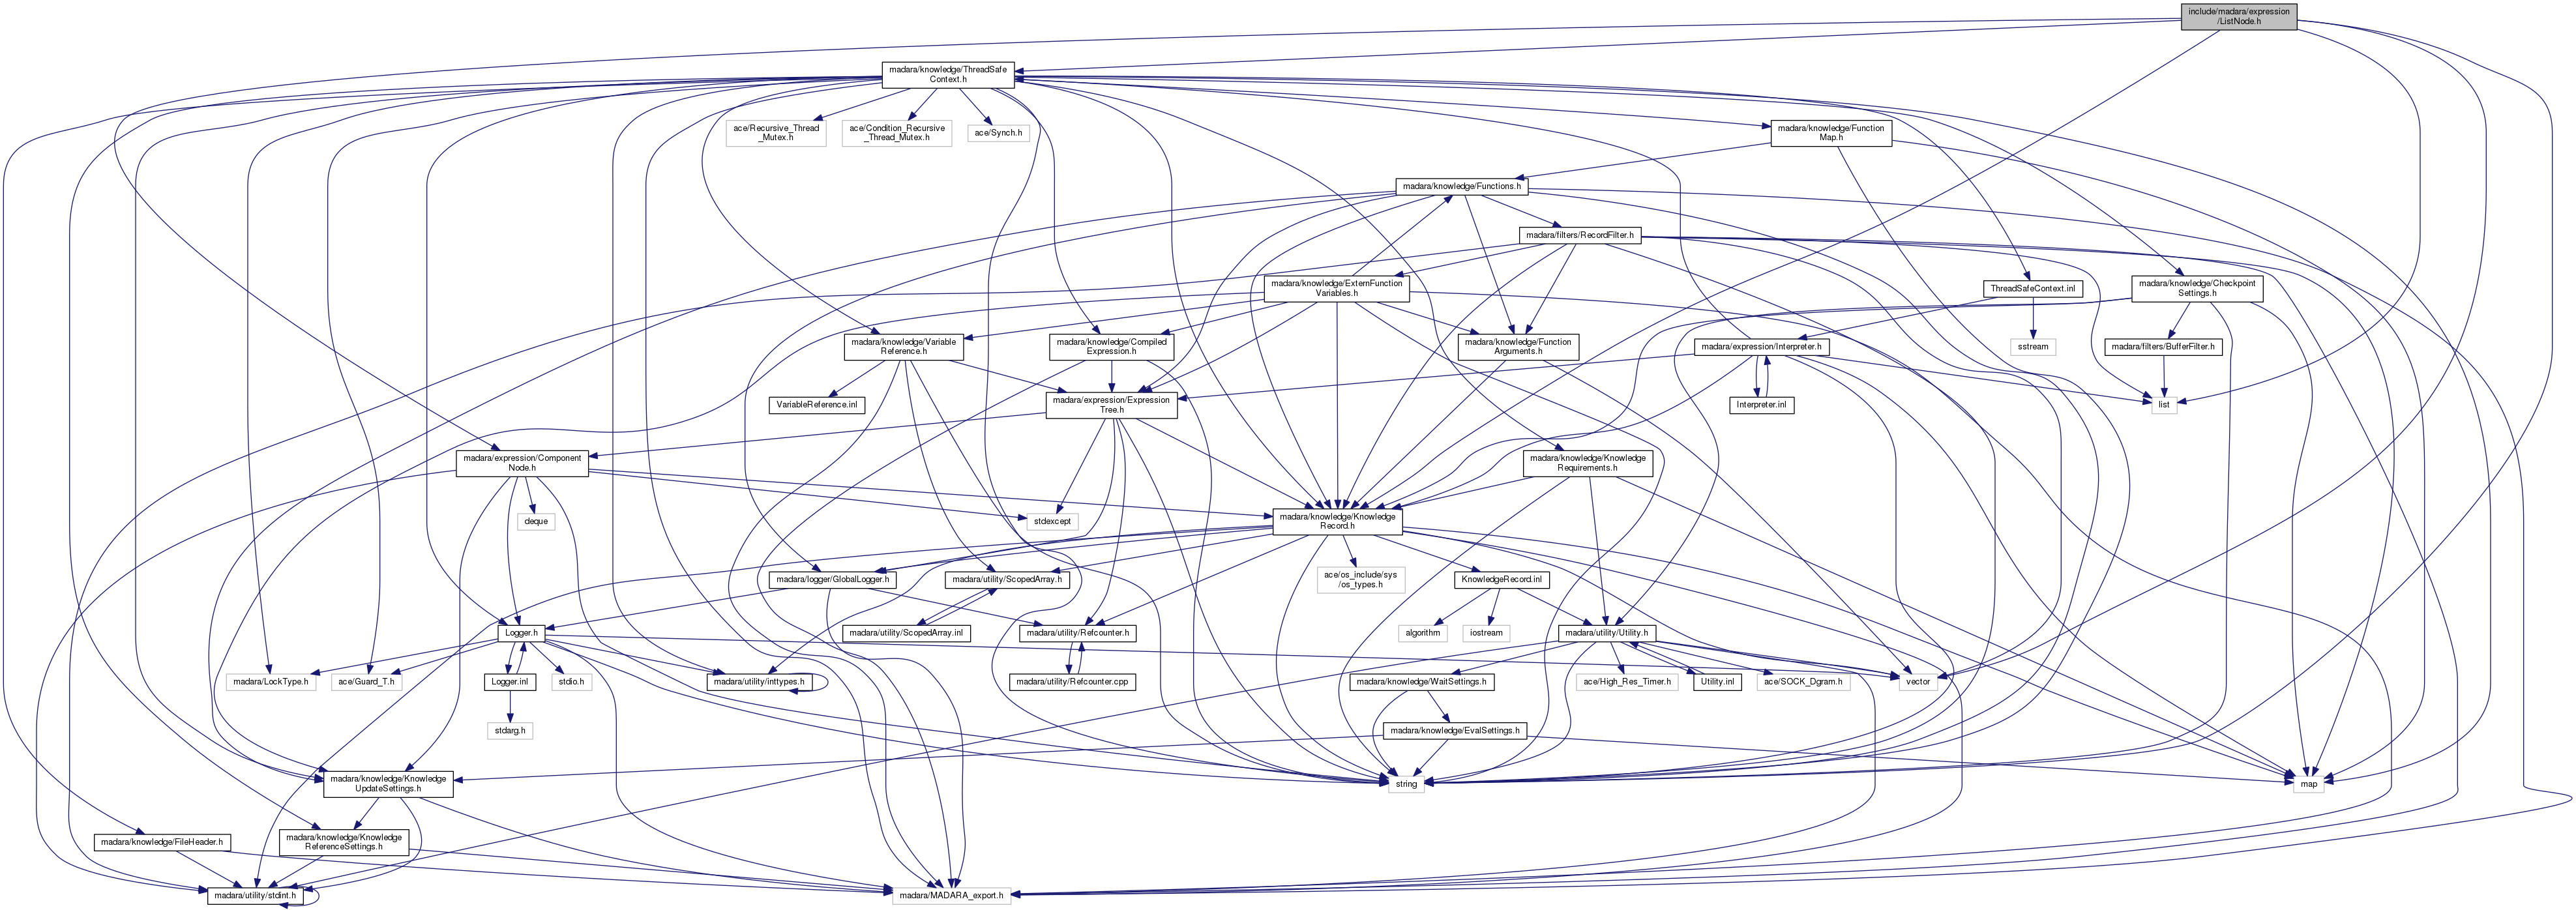 include/madara/expression
/ListNode.h
madara/knowledge/ThreadSafe
Context.h
ace/Recursive_Thread
_Mutex.h
ace/Condition_Recursive
_Thread_Mutex.h
ace/Synch.h
madara/knowledge/Function
Map.h
madara/knowledge/Functions.h
madara/filters/RecordFilter.h
madara/knowledge/ExternFunction
Variables.h
ThreadSafeContext.inl
madara/knowledge/Checkpoint
Settings.h
madara/knowledge/Variable
Reference.h
madara/knowledge/Compiled
Expression.h
madara/knowledge/Function
Arguments.h
madara/expression/Interpreter.h
sstream
madara/filters/BufferFilter.h
VariableReference.inl
madara/expression/Expression
Tree.h
Interpreter.inl
list
madara/expression/Component
Node.h
madara/knowledge/Knowledge
Requirements.h
deque
stdexcept
madara/knowledge/Knowledge
Record.h
madara/logger/GlobalLogger.h
madara/utility/ScopedArray.h
ace/os_include/sys
/os_types.h
KnowledgeRecord.inl
Logger.h
madara/utility/ScopedArray.inl
madara/utility/Refcounter.h
algorithm
iostream
madara/utility/Utility.h
madara/LockType.h
ace/Guard_T.h
Logger.inl
stdio.h
madara/utility/inttypes.h
madara/utility/Refcounter.cpp
madara/knowledge/WaitSettings.h
ace/High_Res_Timer.h
Utility.inl
ace/SOCK_Dgram.h
vector
stdarg.h
madara/knowledge/EvalSettings.h
madara/knowledge/Knowledge
UpdateSettings.h
string
map
madara/knowledge/FileHeader.h
madara/knowledge/Knowledge
ReferenceSettings.h
madara/utility/stdint.h
madara/MADARA_export.h